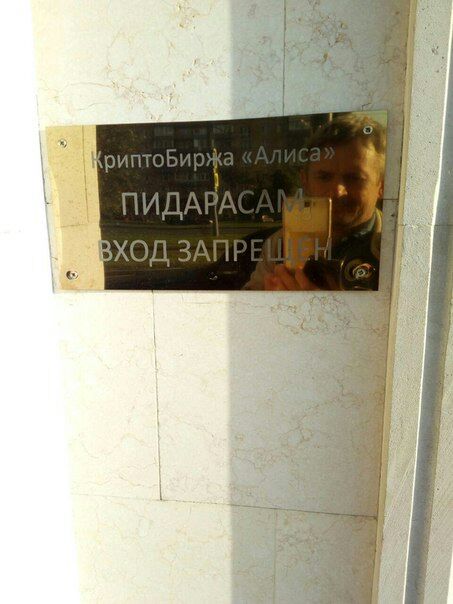 КриптоБиржа «Алиса»
ПИДАРАСАМ
ВХОД ЗАПРЕЩЕН